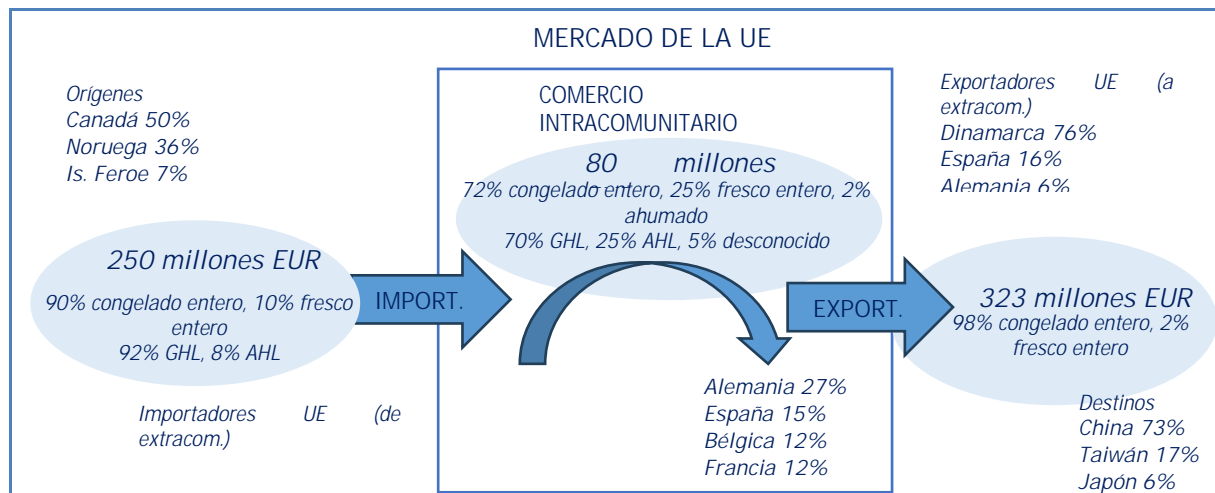 MERCADO DE LA UE
Orígenes
Canadá 50%
Noruega 36%
Is. Feroe 7%
250 millones EUR
90% congelado entero, 10% fresco
entero
92% GHL, 8% AHL
IMPORT.
Importadores UE (de
extracom.)
COMERCIO
INTRACOMUNITARIO
80 millones
72% congelado entero, 25% fresco entero, 2%
ahumado
70% GHL, 25% AHL, 5% desconocido
Alemania 27%
España 15%
Bélgica 12%
Francia 12%
EXPORT.
Exportadores UE (a
extracom.)
Dinamarca 76%
España 16%
Alemania 6%
323 millones EUR
98% congelado entero, 2%
fresco entero
Destinos
China 73%
Taiwán 17%
Japón 6%